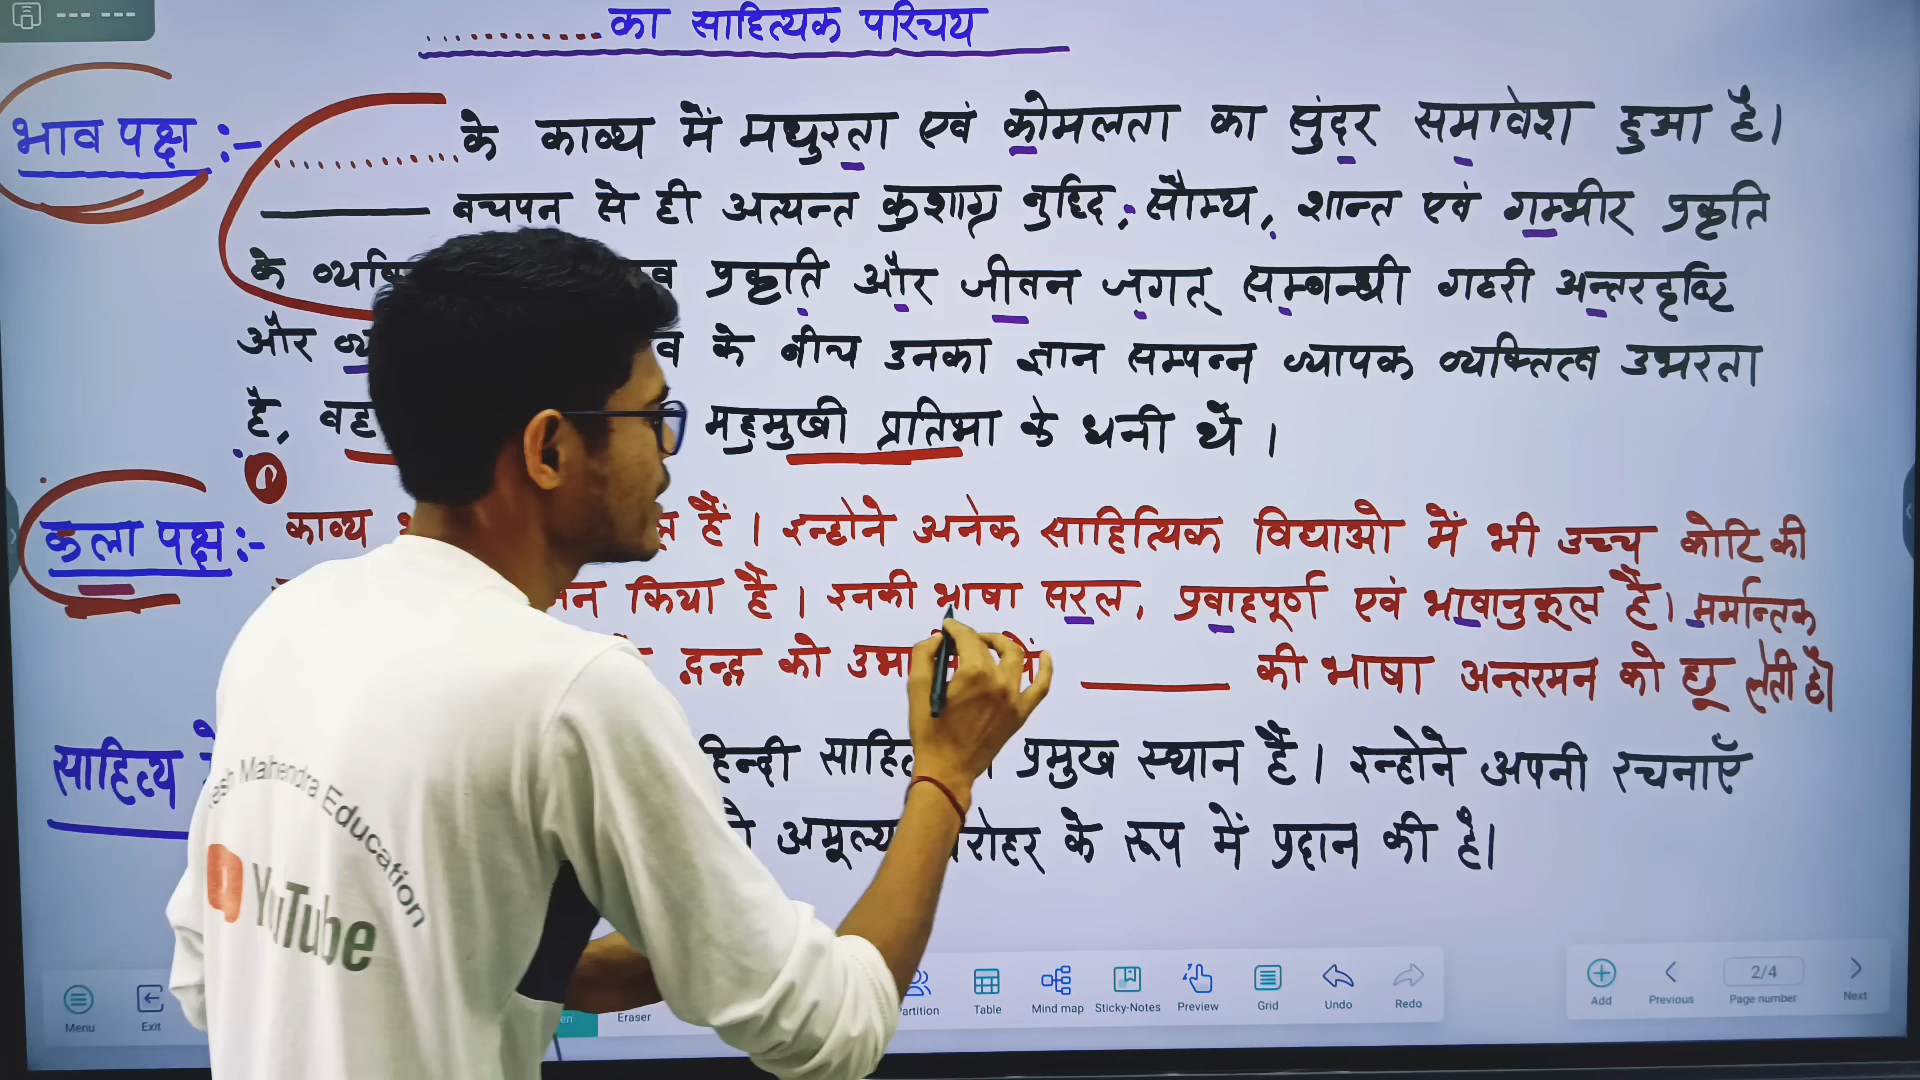 .................. का साहित्यक परिचय
भाव पक्ष :- .................. के काव्य में मधुरता एवं कोमलता का सुंदर समावेश हुआ है।
________ बचपन से ही अत्यन्त कुशाग्र बुध्दि, सौम्य, शान्त एवं गम्भीर प्रकृति
के प्रकृति और जीवन जगत् सम्बन्धी गहरी अन्तरदृष्टि
और के बीच उनका ज्ञान सम्पन्न व्यापक व्यक्तित्व उभरता
है, वह प्रतिभा के धनी थे।
कला पक्ष :- काव्य हैं। इन्होने अनेक साहित्यिक विधाओ में भी उच्च कोटि की
किया है। इनकी भाषा सरल, प्रवाहपूर्ण एवं भाषानुकूल है। मर्मान्तक
द्वन्द्व को ________ की भाषा अन्तरमन को छू लेती है।
साहित्य हिन्दी प्रमुख स्थान हैं। इन्होने अपनी रचनाएँ
अमूल्य के रूप में प्रदान की है।
Mahendra Education
YouTube
Menu Exit Eraser Partition Table Mind map Sticky-Notes Preview Grid Undo Redo Add Previous 2/4 Page number Next